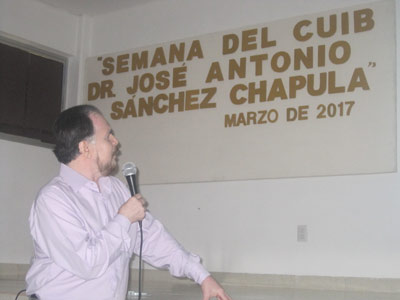 "SEMANA DEL CUIB
DR. JOSÉ ANTONIO
SÁNCHEZ CHAPULA"
MARZO DE 2017